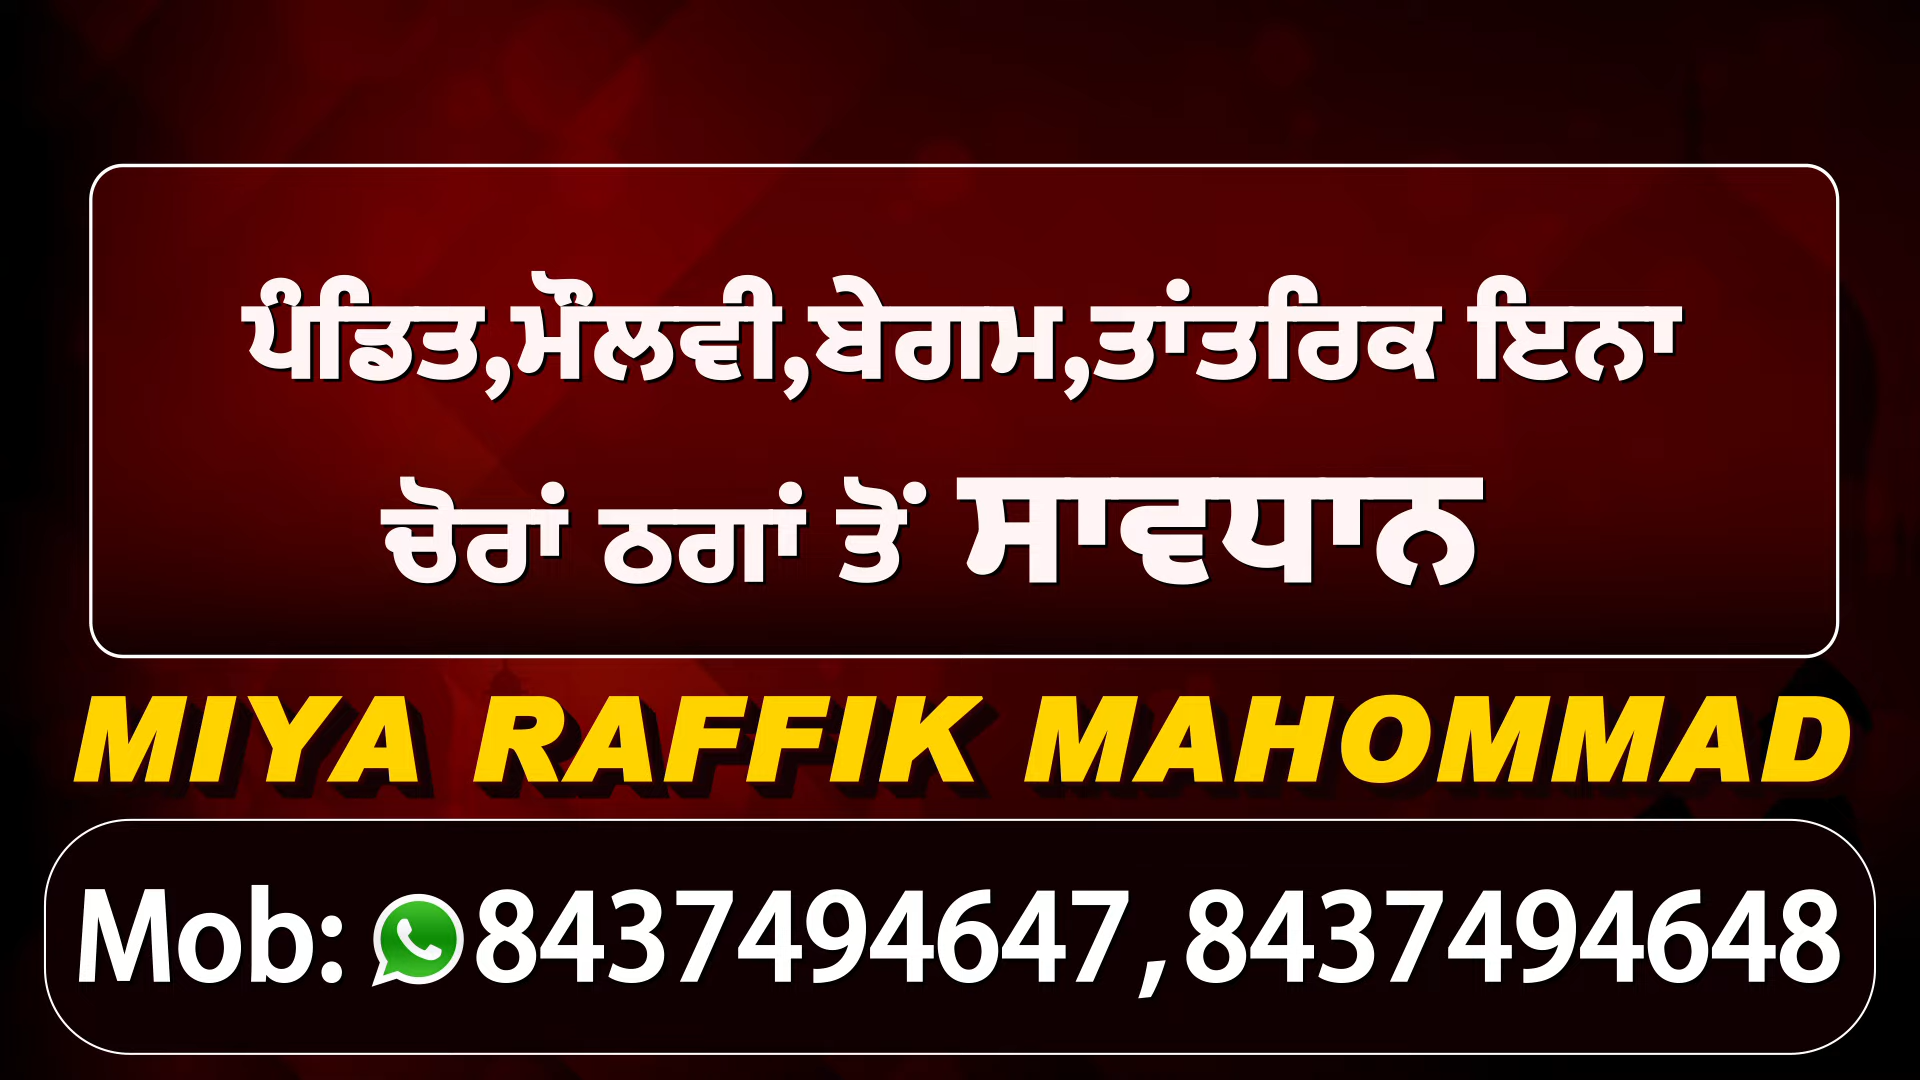 ਪੰਡਿਤ,ਮੌਲਵੀ,ਬੇਗਮ,ਤਾਂਤਰਿਕ ਇਨਾ
ਚੋਰਾਂ ਠਗਾਂ ਤੋਂ ਸਾਵਧਾਨ
MIYA RAFFIK MAHOMMAD
Mob: 8437494647, 8437494648